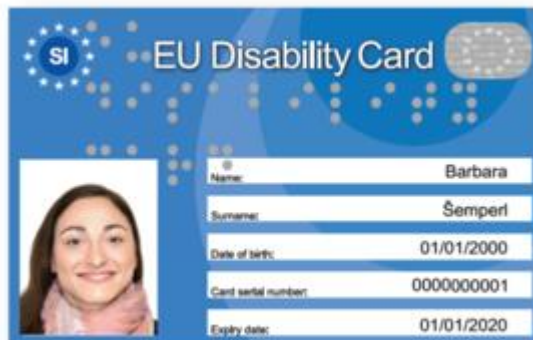 SI
EU Disability Card
Name: Barbara
Surname: Šemperl
Date of birth: 01/01/2000
Card serial number: 0000000001
Expiry date: 01/01/2020